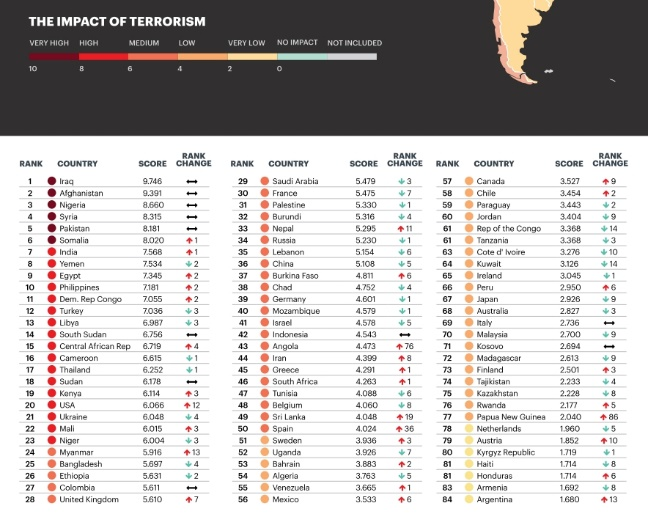 THE IMPACT OF TERRORISM
VERY HIGH HIGH MEDIUM LOW VERY LOW NO IMPACT NOT INCLUDED
10 8 6 4 2 0
RANK COUNTRY SCORE RANK CHANGE
1 Iraq 9.746 ↔
2 Afghanistan 9.391 ↔
3 Nigeria 8.660 ↔
4 Syria 8.315 ↔
5 Pakistan 8.181 ↔
6 Somalia 8.020 ↑ 1
7 India 7.568 ↑ 1
8 Yemen 7.534 ↓ 2
9 Egypt 7.345 ↑ 2
10 Philippines 7.181 ↑ 2
11 Dem. Rep Congo 7.055 ↑ 2
12 Turkey 7.036 ↓ 3
13 Libya 6.987 ↓ 3
14 South Sudan 6.756 ↔
15 Central African Rep 6.719 ↑ 4
16 Cameroon 6.615 ↓ 1
17 Thailand 6.252 ↓ 1
18 Sudan 6.178 ↔
19 Kenya 6.114 ↑ 3
20 USA 6.066 ↑ 12
21 Ukraine 6.048 ↓ 4
22 Mali 6.015 ↑ 3
23 Niger 6.004 ↓ 3
24 Myanmar 5.916 ↑ 13
25 Bangladesh 5.697 ↓ 4
26 Ethiopia 5.631 ↓ 2
27 Colombia 5.611 ↔
28 United Kingdom 5.610 ↑ 7
RANK COUNTRY SCORE RANK CHANGE
29 Saudi Arabia 5.479 ↓ 3
30 France 5.475 ↓ 7
31 Palestine 5.330 ↓ 1
32 Burundi 5.316 ↓ 4
33 Nepal 5.295 ↑ 11
34 Russia 5.230 ↓ 1
35 Lebanon 5.154 ↓ 6
36 China 5.108 ↓ 5
37 Burkina Faso 4.811 ↑ 6
38 Chad 4.752 ↓ 4
39 Germany 4.601 ↓ 1
40 Mozambique 4.579 ↓ 1
41 Israel 4.578 ↓ 5
42 Indonesia 4.543 ↔
43 Angola 4.473 ↑ 76
44 Iran 4.399 ↑ 8
45 Greece 4.291 ↑ 1
46 South Africa 4.263 ↑ 1
47 Tunisia 4.088 ↓ 6
48 Belgium 4.060 ↓ 8
49 Sri Lanka 4.048 ↑ 19
50 Spain 4.024 ↑ 36
51 Sweden 3.936 ↑ 3
52 Uganda 3.926 ↓ 7
53 Bahrain 3.883 ↑ 2
54 Algeria 3.763 ↓ 5
55 Venezuela 3.665 ↑ 1
56 Mexico 3.533 ↑ 6
RANK COUNTRY SCORE RANK CHANGE
57 Canada 3.527 ↑ 9
58 Chile 3.454 ↑ 2
59 Paraguay 3.443 ↓ 2
60 Jordan 3.404 ↓ 9
61 Rep of the Congo 3.368 ↓ 14
61 Tanzania 3.368 ↓ 3
63 Cote d' Ivoire 3.276 ↓ 10
64 Kuwait 3.126 ↓ 14
65 Ireland 3.045 ↓ 1
66 Peru 2.950 ↑ 6
67 Japan 2.926 ↓ 9
68 Australia 2.827 ↓ 3
69 Italy 2.736 ↔
70 Malaysia 2.700 ↓ 9
71 Kosovo 2.694 ↔
72 Madagascar 2.613 ↓ 9
73 Finland 2.501 ↑ 3
74 Tajikistan 2.233 ↓ 4
75 Kazakhstan 2.228 ↓ 8
76 Rwanda 2.177 ↑ 5
77 Papua New Guinea 2.040 ↑ 86
78 Netherlands 1.960 ↓ 5
79 Austria 1.852 ↑ 10
80 Kyrgyz Republic 1.719 ↓ 1
81 Haiti 1.714 ↓ 8
81 Honduras 1.714 ↑ 6
83 Armenia 1.692 ↓ 8
84 Argentina 1.680 ↑ 13